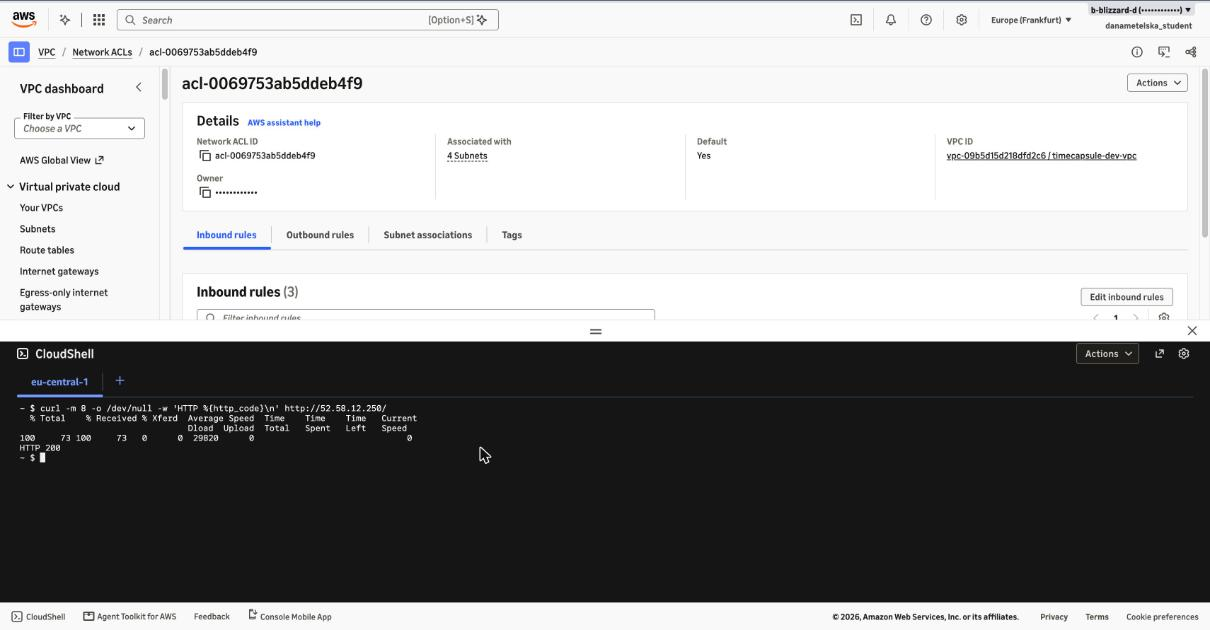 aws
Search
[Option+S]
Europe (Frankfurt) ▼
b-blizzard-d (••••••••••••) ▼
danametelska_student
VPC / Network ACLs / acl-0069753ab5ddeb4f9
VPC dashboard
Filter by VPC
Choose a VPC
AWS Global View
Virtual private cloud
Your VPCs
Subnets
Route tables
Internet gateways
Egress-only internet
gateways
acl-0069753ab5ddeb4f9
Actions
Details AWS assistant help
Network ACL ID
acl-0069753ab5ddeb4f9
Associated with
4 Subnets
Default
Yes
VPC ID
vpc-09b5d15d218dfd2c6 / timecapsule-dev-vpc
Owner
••••••••••••
Inbound rules
Outbound rules
Subnet associations
Tags
Inbound rules (3)
Edit inbound rules
Filter inbound rules
1
CloudShell
Actions
eu-central-1
+
~ $ curl -m 8 -o /dev/null -w 'HTTP %{http_code}\n' http://52.58.12.250/
% Total % Received % Xferd Average Speed Time Time Time Current
Dload Upload Total Spent Left Speed
100 73 100 73 0 0 29820 0 0
HTTP 200
~ $
CloudShell
Agent Toolkit for AWS
Feedback
Console Mobile App
© 2026, Amazon Web Services, Inc. or its affiliates.
Privacy
Terms
Cookie preferences